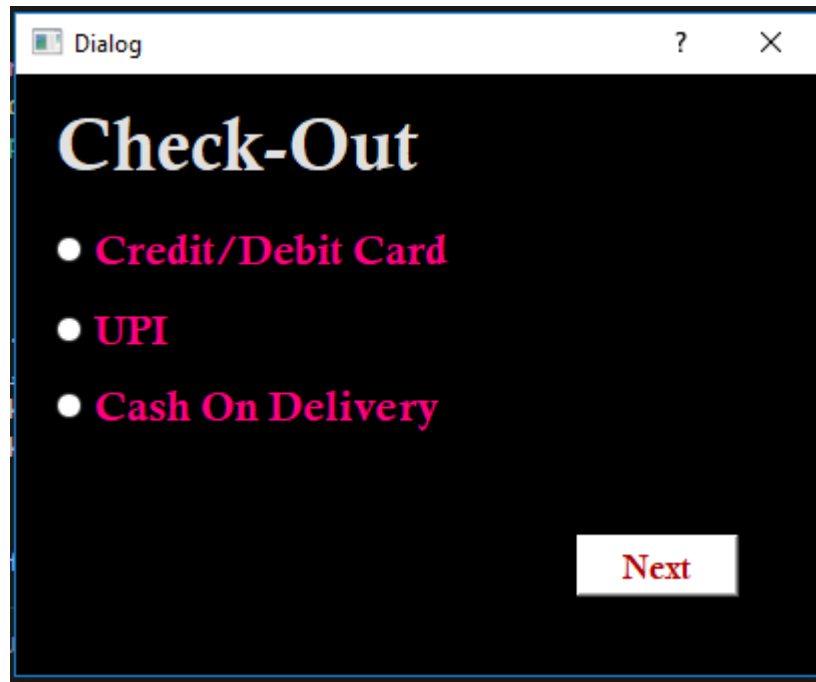 Dialog ?
Check-Out
Credit/Debit Card
UPI
Cash On Delivery
Next